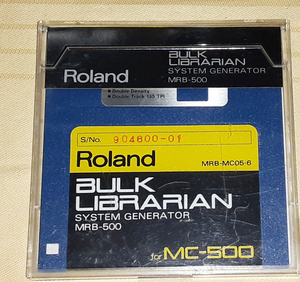 Roland
BULK
LIBRARIAN
SYSTEM GENERATOR
MRB-500
Double Density
Double Track 135 TPI
S/No. 904600-01
Roland
MRB-MC05-6
BULK
LIBRARIAN
SYSTEM GENERATOR
MRB-500
for MC-500